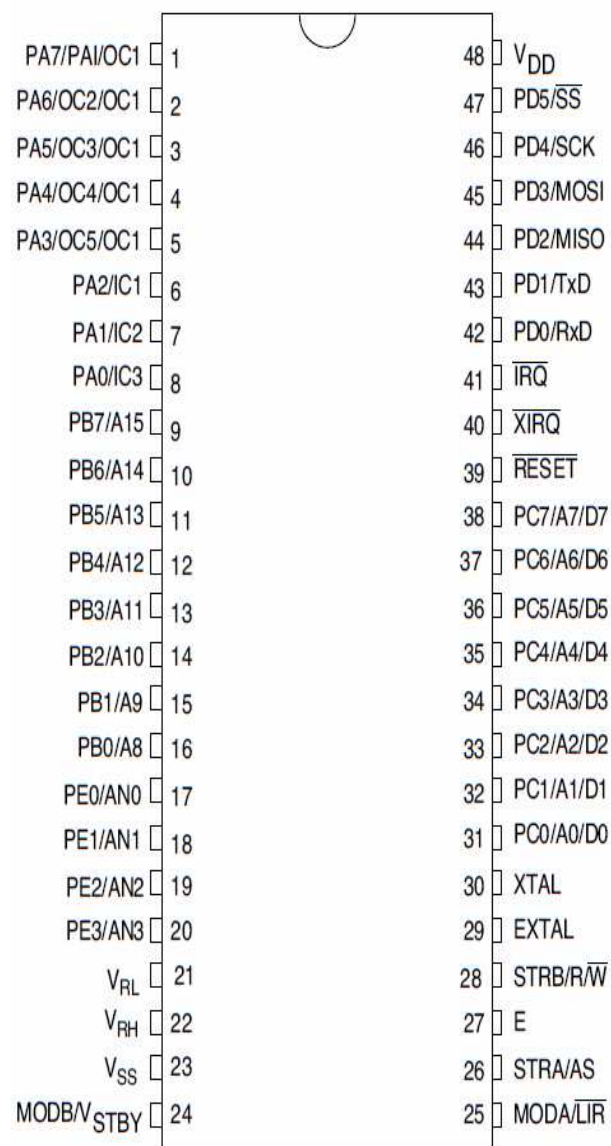 PA7/PAI/OC1 1 48 VDD
PA6/OC2/OC1 2 47 PD5/S̅S̅
PA5/OC3/OC1 3 46 PD4/SCK
PA4/OC4/OC1 4 45 PD3/MOSI
PA3/OC5/OC1 5 44 PD2/MISO
PA2/IC1 6 43 PD1/TxD
PA1/IC2 7 42 PD0/RxD
PA0/IC3 8 41 I̅R̅Q̅
PB7/A15 9 40 X̅I̅R̅Q̅
PB6/A14 10 39 R̅E̅S̅E̅T̅
PB5/A13 11 38 PC7/A7/D7
PB4/A12 12 37 PC6/A6/D6
PB3/A11 13 36 PC5/A5/D5
PB2/A10 14 35 PC4/A4/D4
PB1/A9 15 34 PC3/A3/D3
PB0/A8 16 33 PC2/A2/D2
PE0/AN0 17 32 PC1/A1/D1
PE1/AN1 18 31 PC0/A0/D0
PE2/AN2 19 30 XTAL
PE3/AN3 20 29 EXTAL
VRL 21 28 STRB/R/W̅
VRH 22 27 E
VSS 23 26 STRA/AS
MODB/VSTBY 24 25 MODA/L̅I̅R̅